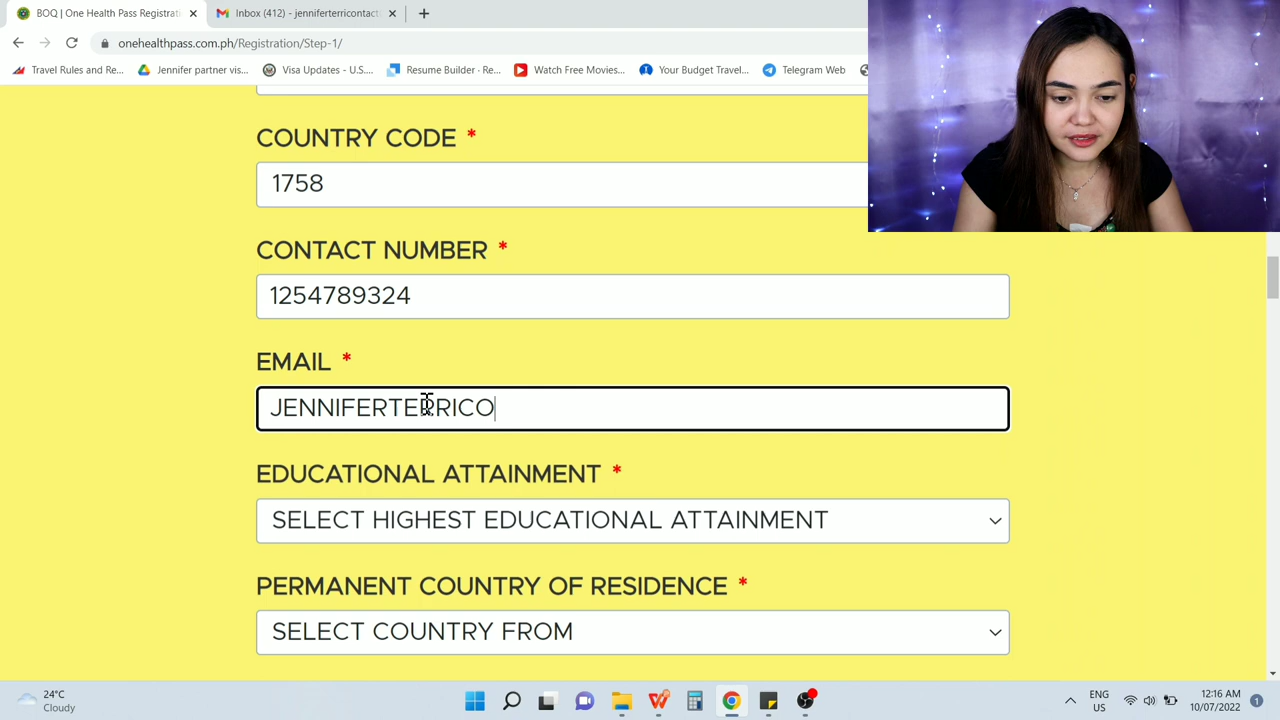 BOQ | One Health Pass Registrati
Inbox (412) - jenniferterricontact
onehealthpass.com.ph/Registration/Step-1/
Travel Rules and Re...
Jennifer partner vis...
Visa Updates - U.S....
Resume Builder · Re...
Watch Free Movies...
Your Budget Travel...
Telegram Web
COUNTRY CODE *
1758
CONTACT NUMBER *
1254789324
EMAIL *
JENNIFERTERRICO
EDUCATIONAL ATTAINMENT *
SELECT HIGHEST EDUCATIONAL ATTAINMENT
PERMANENT COUNTRY OF RESIDENCE *
SELECT COUNTRY FROM
24°C
Cloudy
ENG
US
12:16 AM
10/07/2022
1